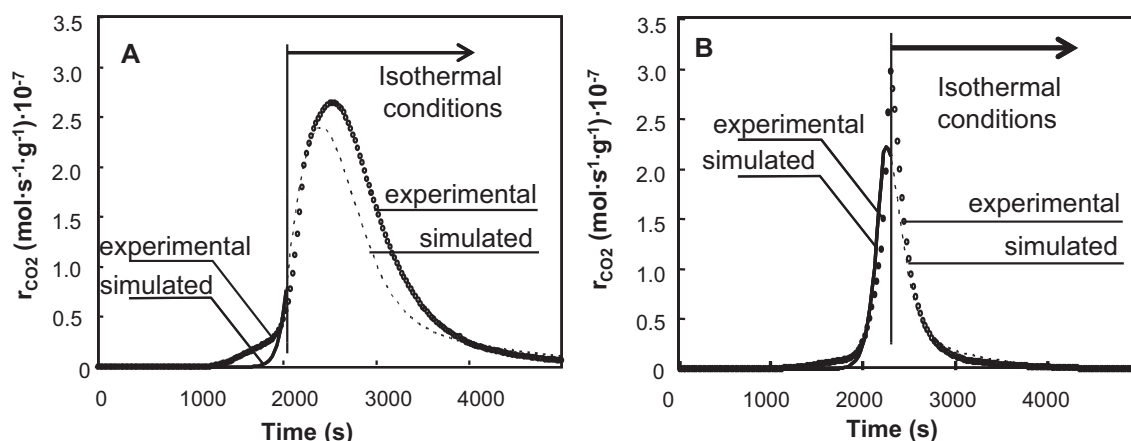 3.5
3.0
2.5
2.0
1.5
1.0
0.5
0
r_CO2 (mol·s⁻¹·g⁻¹)·10⁻⁷
A
Isothermal
conditions
experimental
simulated
experimental
simulated
0 1000 2000 3000 4000
Time (s)
3.5
3.0
2.5
2.0
1.5
1.0
0.5
0
r_CO2 (mol·s⁻¹·g⁻¹)·10⁻⁷
B
Isothermal
conditions
experimental
simulated
experimental
simulated
0 1000 2000 3000 4000
Time (s)